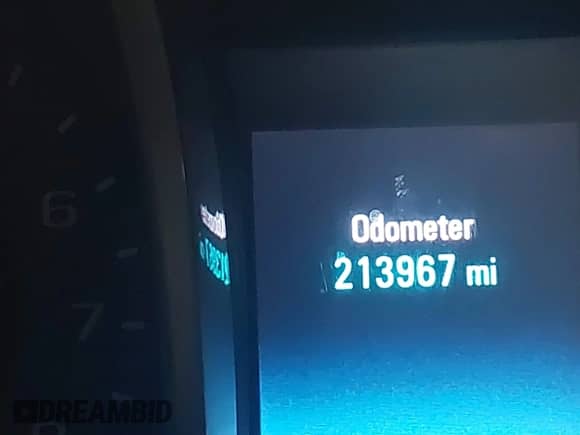 6
7
Odometer
213967 mi
DREAMBID